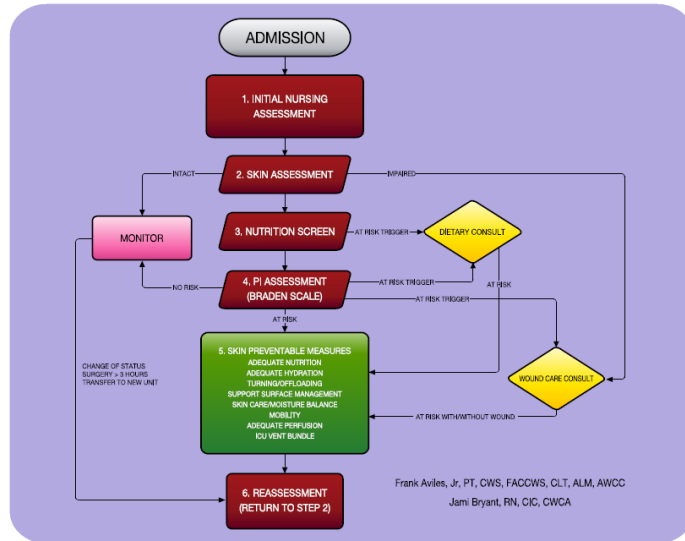 ADMISSION
1. INITIAL NURSING
ASSESSMENT
INTACT
2. SKIN ASSESSMENT
IMPAIRED
MONITOR
3. NUTRITION SCREEN
AT RISK TRIGGER
DIETARY CONSULT
NO RISK
4. PI ASSESSMENT
(BRADEN SCALE)
AT RISK TRIGGER
AT RISK
AT RISK TRIGGER
AT RISK
5. SKIN PREVENTABLE MEASURES
ADEQUATE NUTRITION
ADEQUATE HYDRATION
TURNING/OFFLOADING
SUPPORT SURFACE MANAGEMENT
SKIN CARE/MOISTURE BALANCE
MOBILITY
ADEQUATE PERFUSION
ICU VENT BUNDLE
CHANGE OF STATUS
SURGERY > 3 HOURS
TRANSFER TO NEW UNIT
WOUND CARE CONSULT
AT RISK WITH/WITHOUT WOUND
6. REASSESSMENT
(RETURN TO STEP 2)
Frank Aviles, Jr, PT, CWS, FACCWS, CLT, ALM, AWCC
Jami Bryant, RN, CIC, CWCA